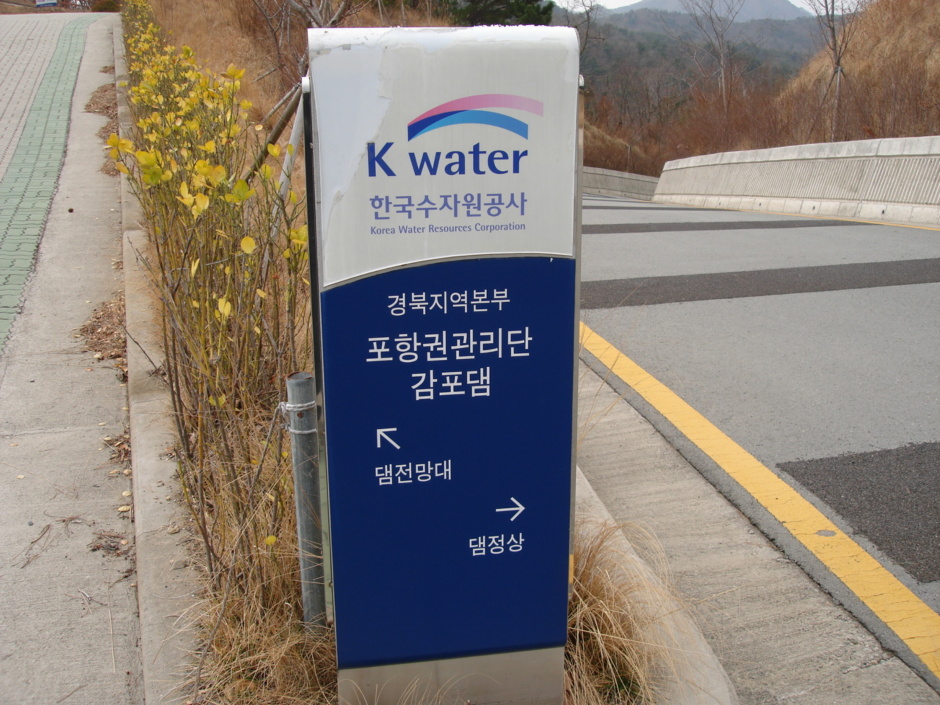 K water
한국수자원공사
Korea Water Resources Corporation
경북지역본부
포항권관리단
감포댐
댐전망대
댐정상